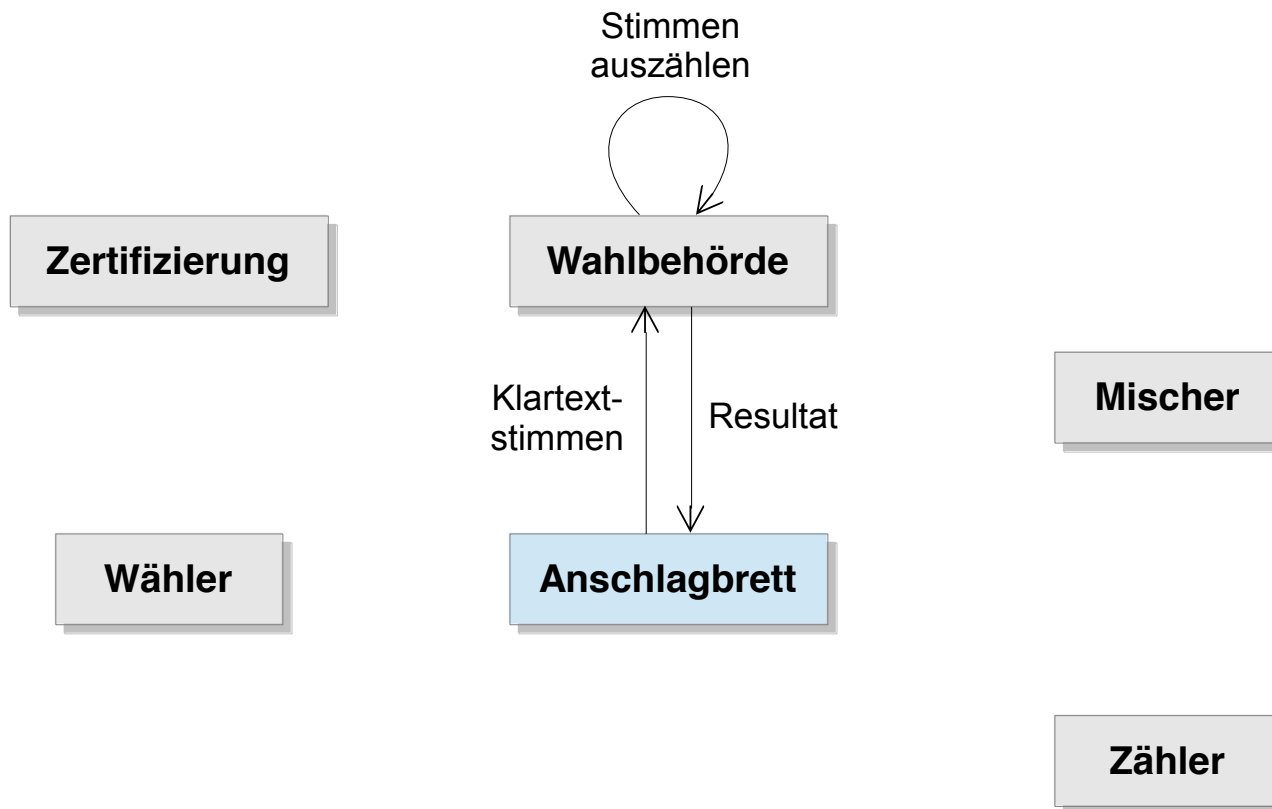 Stimmen
auszählen
Zertifizierung
Wahlbehörde
Mischer
Klartext-
stimmen
Resultat
Wähler
Anschlagbrett
Zähler